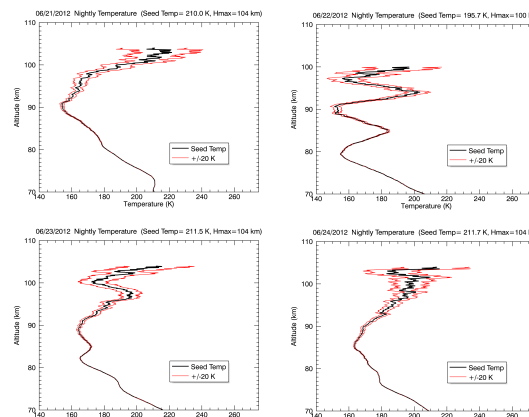 06/21/2012 Nightly Temperature (Seed Temp= 210.0 K, Hmax=104 km)
110
100
90
80
70
Altitude (km)
Seed Temp
+/-20 K
140 160 180 200 220 240 260
Temperature (K)
06/22/2012 Nightly Temperature (Seed Temp= 195.7 K, Hmax=100
110
100
90
80
70
Altitude (km)
Seed Temp
+/-20 K
140 160 180 200 220 240
Temperature (K)
06/23/2012 Nightly Temperature (Seed Temp= 211.5 K, Hmax=104 km)
110
100
90
80
70
Altitude (km)
Seed Temp
+/-20 K
140 160 180 200 220 240 260
06/24/2012 Nightly Temperature (Seed Temp= 211.7 K, Hmax=104
110
100
90
80
70
Altitude (km)
Seed Temp
+/-20 K
140 160 180 200 220 240